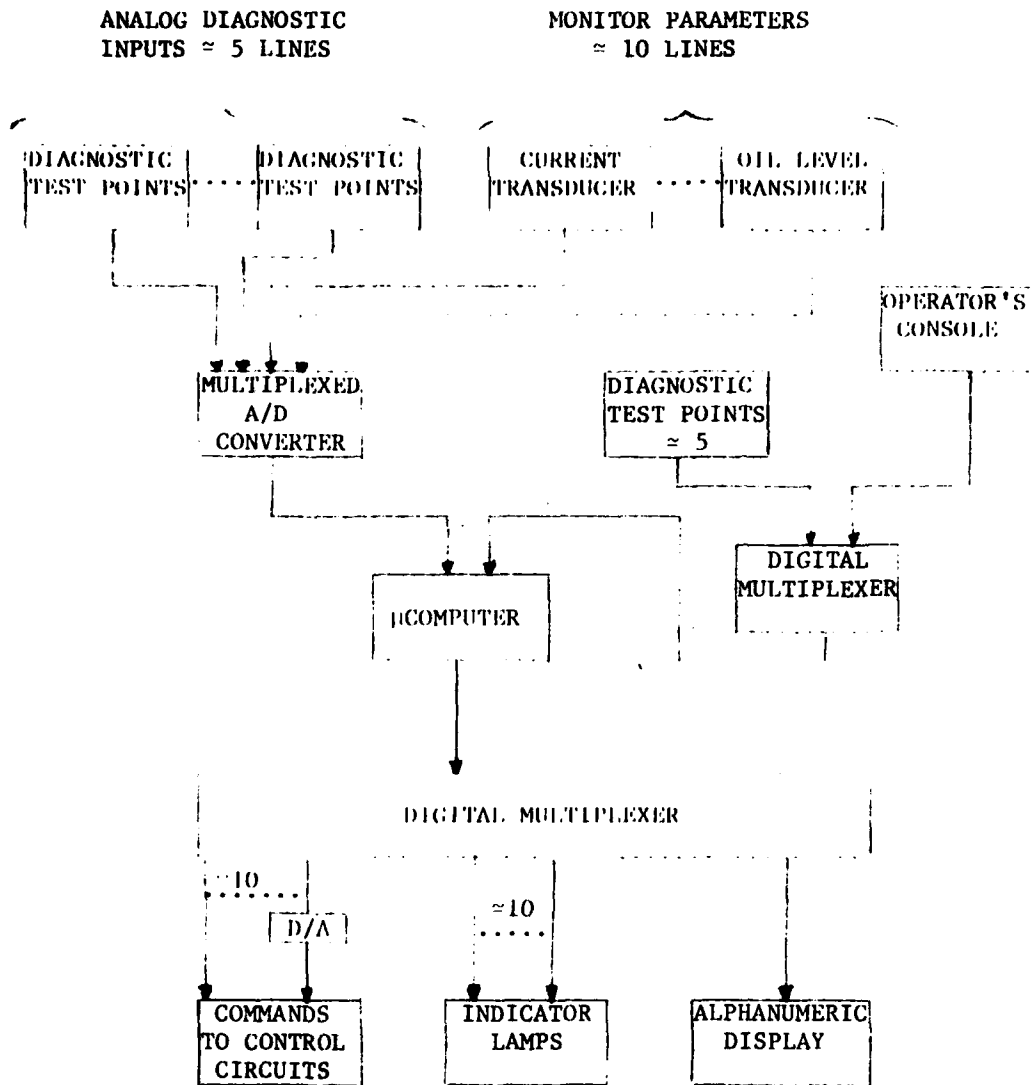 ANALOG DIAGNOSTIC
INPUTS ≃ 5 LINES
MONITOR PARAMETERS
≃ 10 LINES
DIAGNOSTIC
TEST POINTS
DIAGNOSTIC
TEST POINTS
CURRENT
TRANSDUCER
OIL LEVEL
TRANSDUCER
OPERATOR'S
CONSOLE
MULTIPLEXED
A/D
CONVERTER
DIAGNOSTIC
TEST POINTS
≃ 5
DIGITAL
MULTIPLEXER
μCOMPUTER
DIGITAL MULTIPLEXER
≃10
D/A
≃10
COMMANDS
TO CONTROL
CIRCUITS
INDICATOR
LAMPS
ALPHANUMERIC
DISPLAY